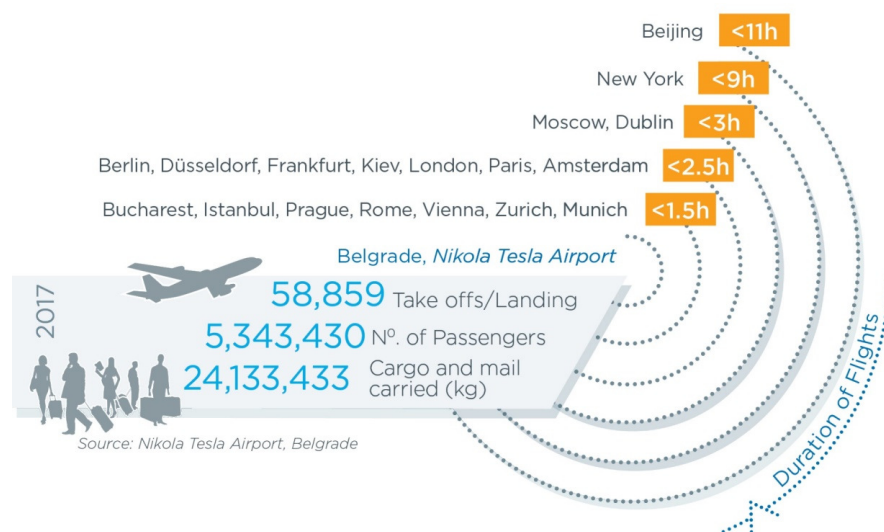 Beijing <11h
New York <9h
Moscow, Dublin <3h
Berlin, Düsseldorf, Frankfurt, Kiev, London, Paris, Amsterdam <2.5h
Bucharest, Istanbul, Prague, Rome, Vienna, Zurich, Munich <1.5h
Belgrade, Nikola Tesla Airport
2017
58,859 Take offs/Landing
5,343,430 Nº. of Passengers
24,133,433 Cargo and mail
carried (kg)
Source: Nikola Tesla Airport, Belgrade
Duration of Flights